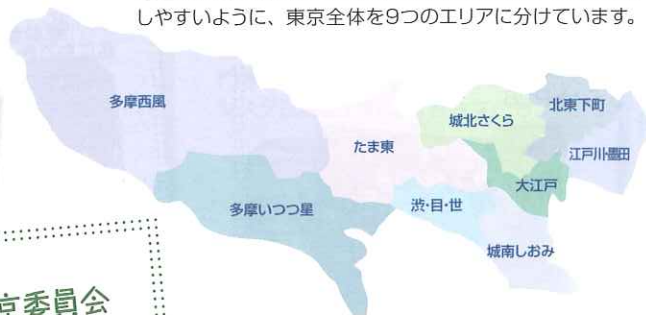 しやすいように、東京全体を9つのエリアに分けています。
多摩西風
たま東
城北さくら
北東下町
江戸川・墨田
大江戸
多摩いつつ星
渋・目・世
城南しおみ
京委員会